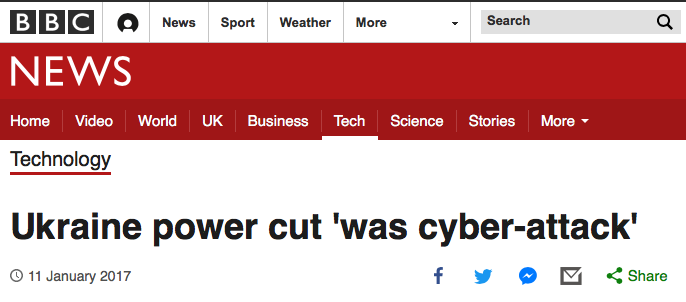 BBC News Sport Weather More Search
NEWS
Home Video World UK Business Tech Science Stories More
Technology
Ukraine power cut 'was cyber-attack'
11 January 2017 Share